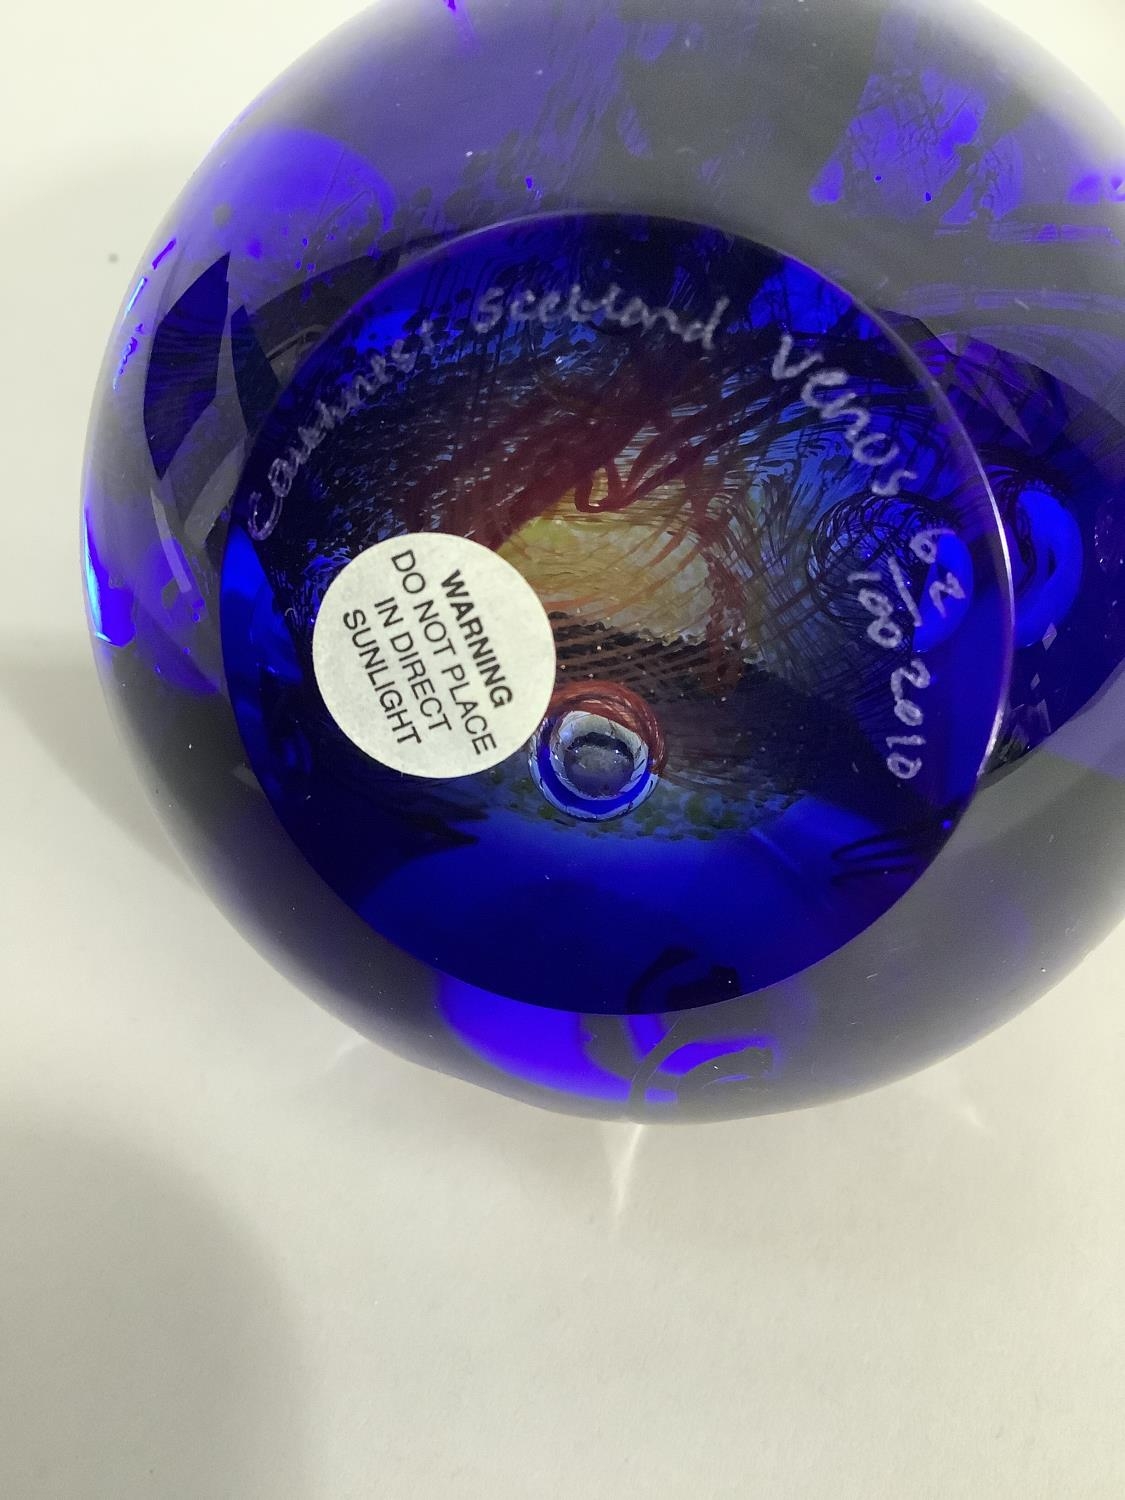 Caithness Scotland Venus 62/100 2010
WARNING
DO NOT PLACE
IN DIRECT
SUNLIGHT